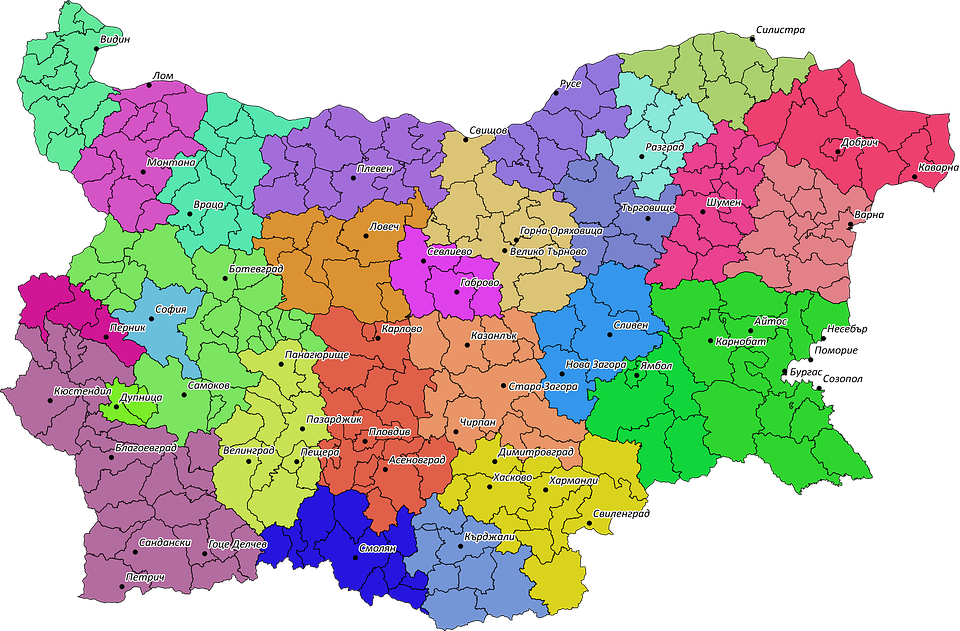 Видин
Силистра
Лом
Русе
Свищов
Добрич
Разград
Монтана
Каварна
Плевен
Шумен
Враца
Търговище
Варна
Ловеч
Горна Оряховица
Севлиево
Велико Търново
Ботевград
Габрово
София
Айтос
Перник
Карлово
Сливен
Несебър
Казанлък
Карнобат
Поморие
Панагюрище
Нова Загора
Ямбол
Бургас
Созопол
Самоков
Стара Загора
Кюстендил
Дупница
Пазарджик
Чирпан
Пловдив
Благоевград
Велинград
Пещера
Димитровград
Асеновград
Хасково
Харманли
Свиленград
Кърджали
Сандански
Гоце Делчев
Смолян
Петрич